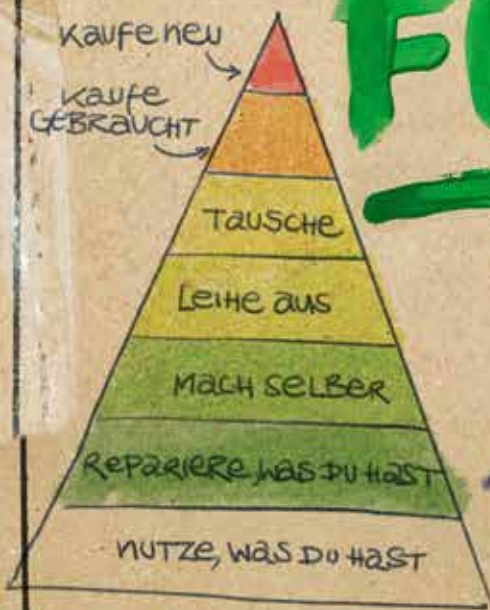 Kaufe neu
Kaufe
GEBRAUCHT
TAUSCHE
Leihe aus
Mach selber
Repariere, was du hast
nutze, was du hast